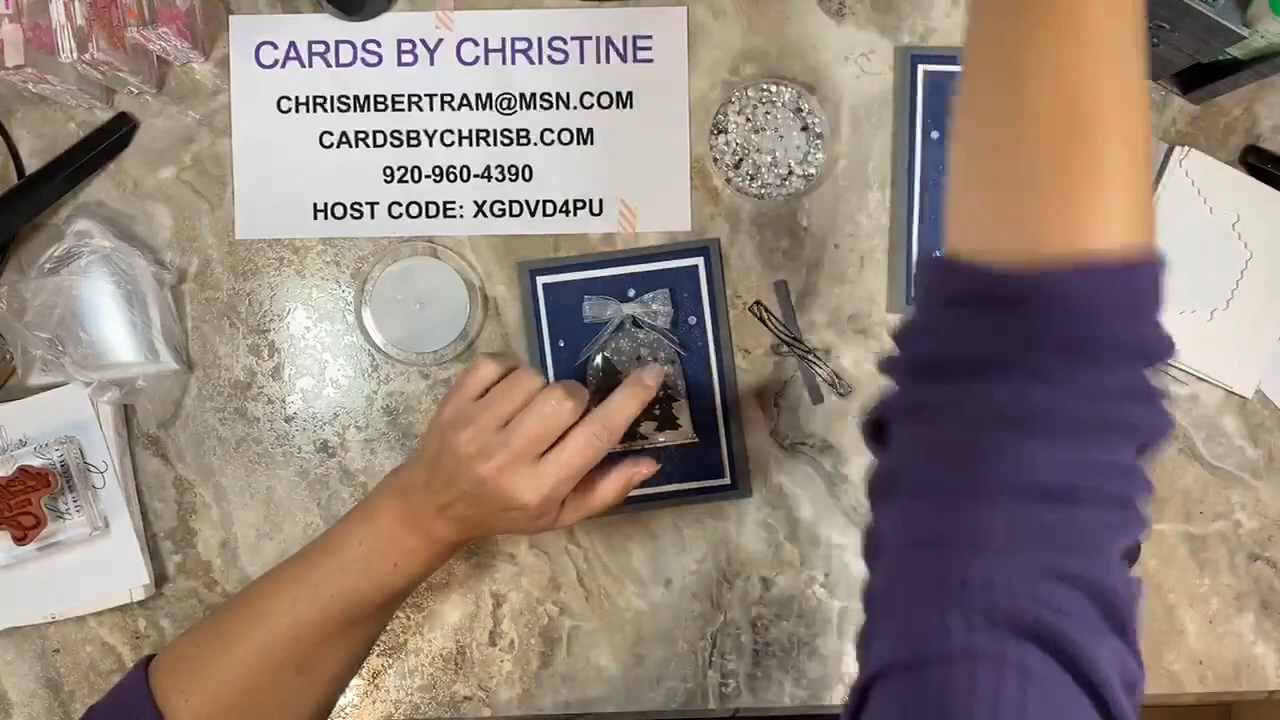 CARDS BY CHRISTINE
CHRISMBERTRAM@MSN.COM
CARDSBYCHRISB.COM
920-960-4390
HOST CODE: XGDVD4PU